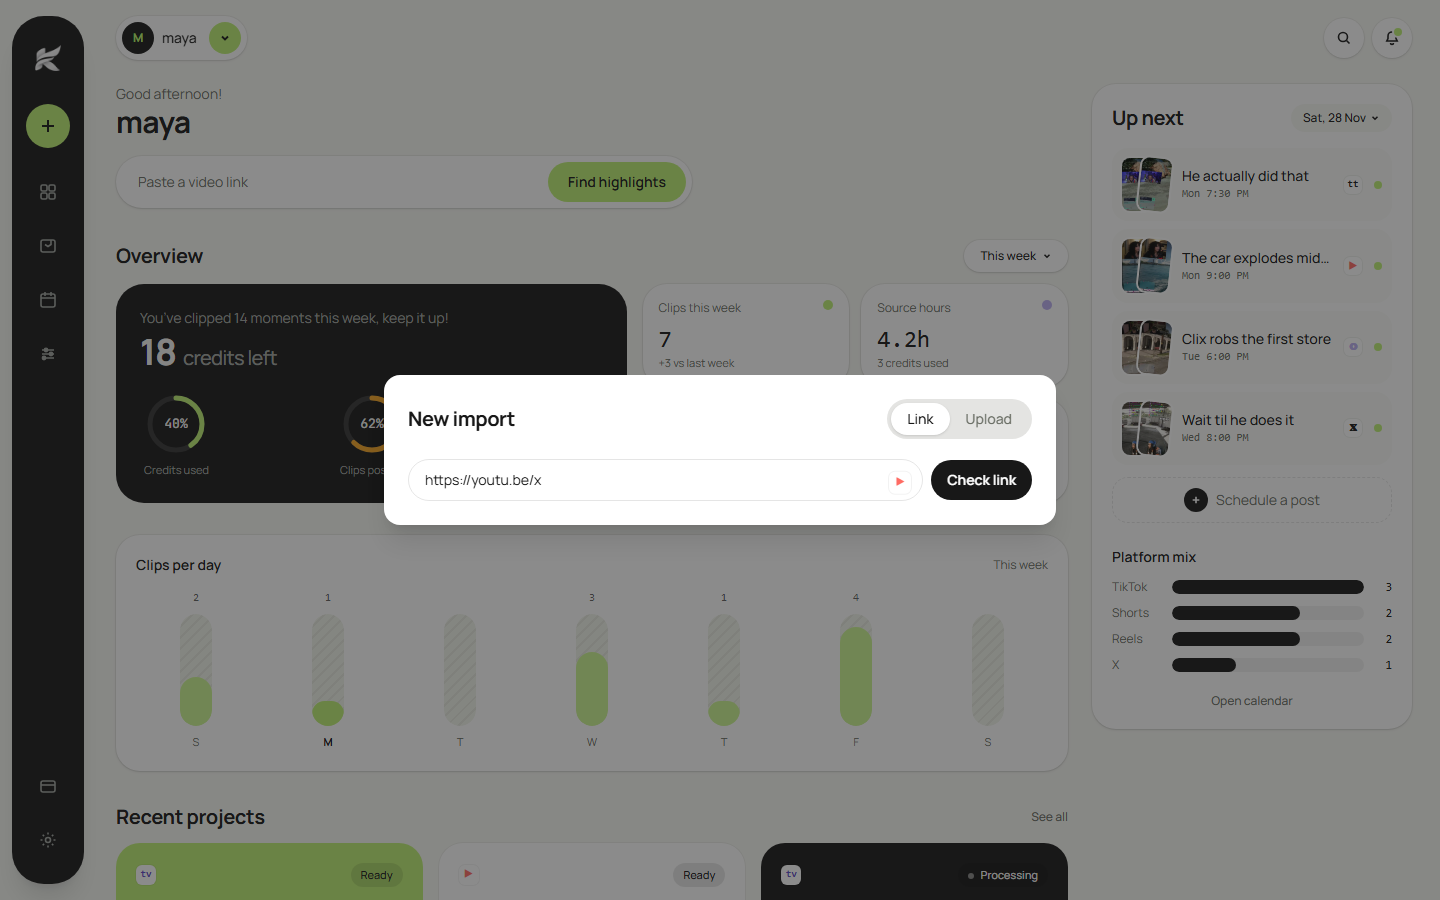 M maya
Good afternoon!
maya
Paste a video link
Find highlights
Overview
This week
You've clipped 14 moments this week, keep it up!
18 credits left
40%
Credits used
62%
Clips pos
Clips this week
7
+3 vs last week
Source hours
4.2h
3 credits used
New import
Link
Upload
https://youtu.be/x
Check link
Clips per day
This week
2 1 3 1 4
S M T W T F S
Recent projects
See all
tv
Ready
Ready
tv
Processing
Up next
Sat, 28 Nov
He actually did that
Mon 7:30 PM
tt
The car explodes mid...
Mon 9:00 PM
Clix robs the first store
Tue 6:00 PM
Wait til he does it
Wed 8:00 PM
X
Schedule a post
Platform mix
TikTok 3
Shorts 2
Reels 2
X 1
Open calendar